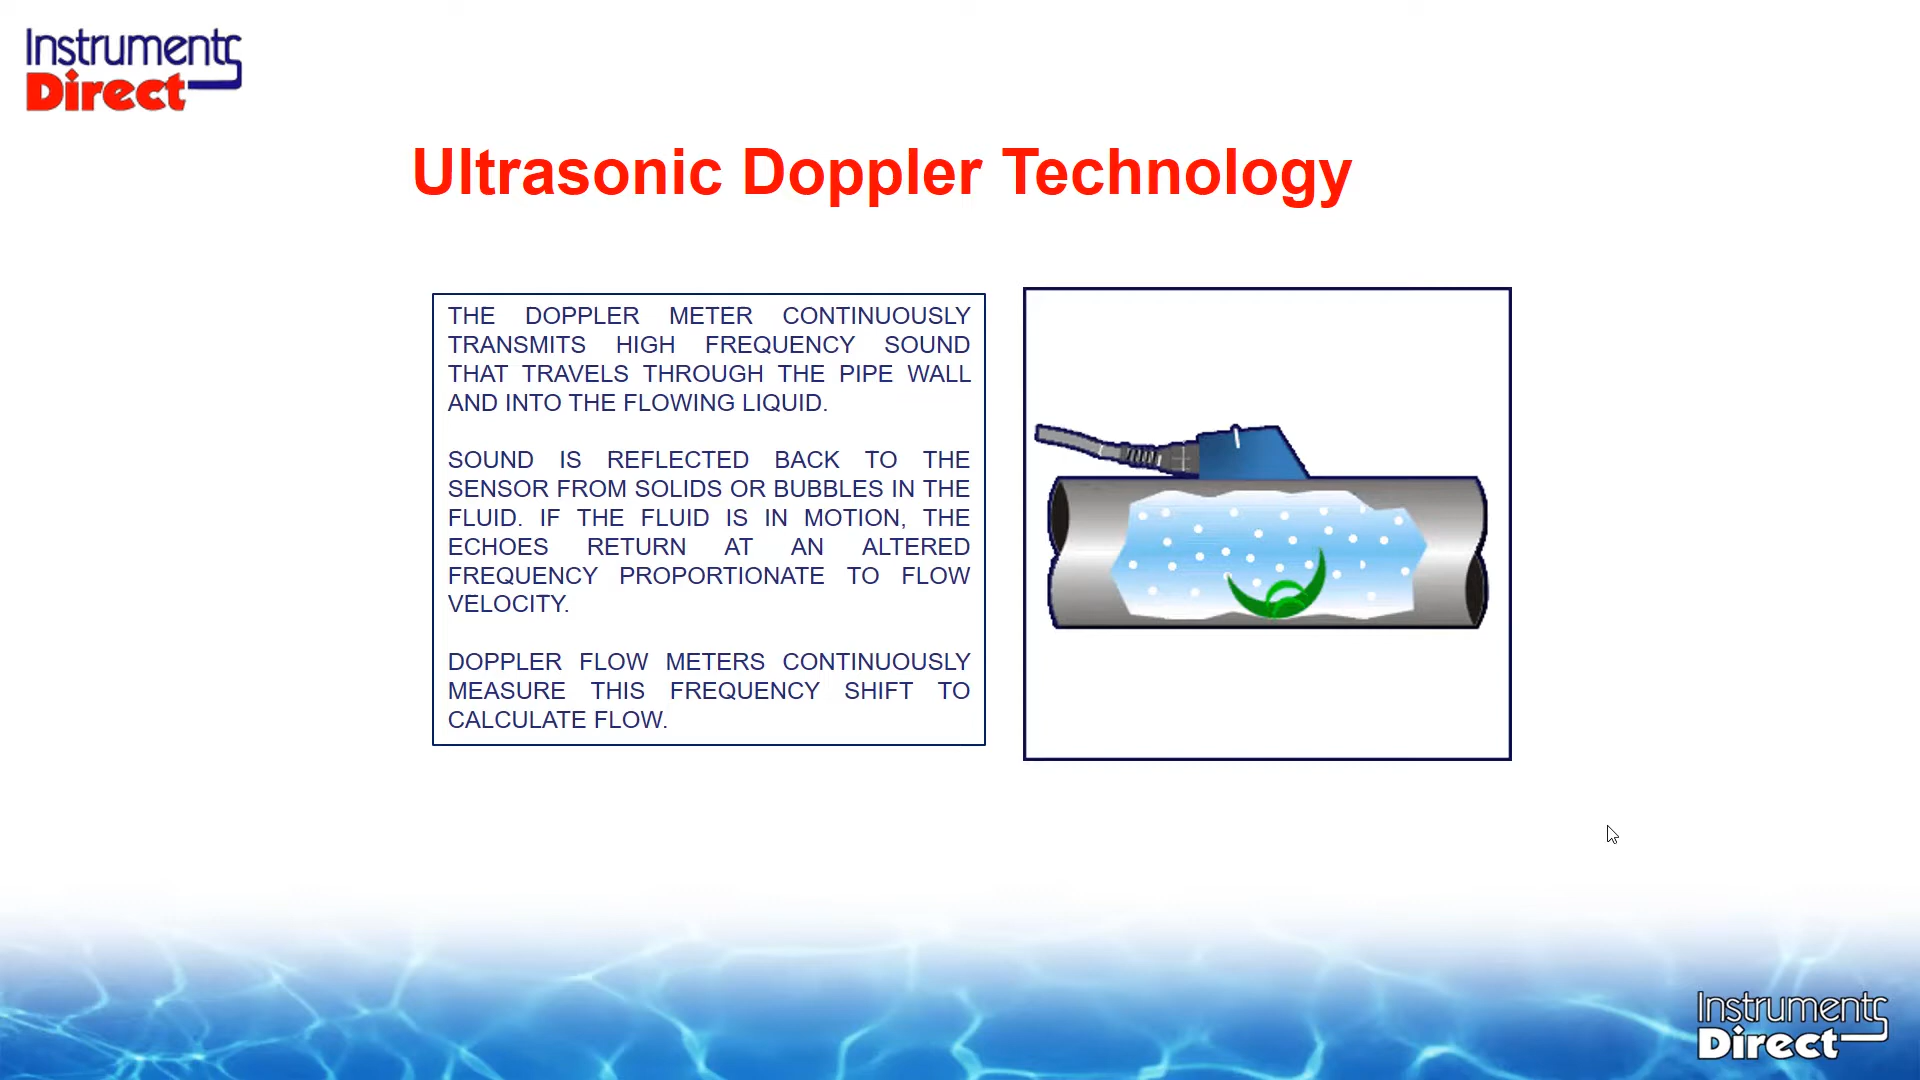 Instruments
Direct
Ultrasonic Doppler Technology
THE DOPPLER METER CONTINUOUSLY
TRANSMITS HIGH FREQUENCY SOUND
THAT TRAVELS THROUGH THE PIPE WALL
AND INTO THE FLOWING LIQUID.
SOUND IS REFLECTED BACK TO THE
SENSOR FROM SOLIDS OR BUBBLES IN THE
FLUID. IF THE FLUID IS IN MOTION, THE
ECHOES RETURN AT AN ALTERED
FREQUENCY PROPORTIONATE TO FLOW
VELOCITY.
DOPPLER FLOW METERS CONTINUOUSLY
MEASURE THIS FREQUENCY SHIFT TO
CALCULATE FLOW.
Instruments
Direct